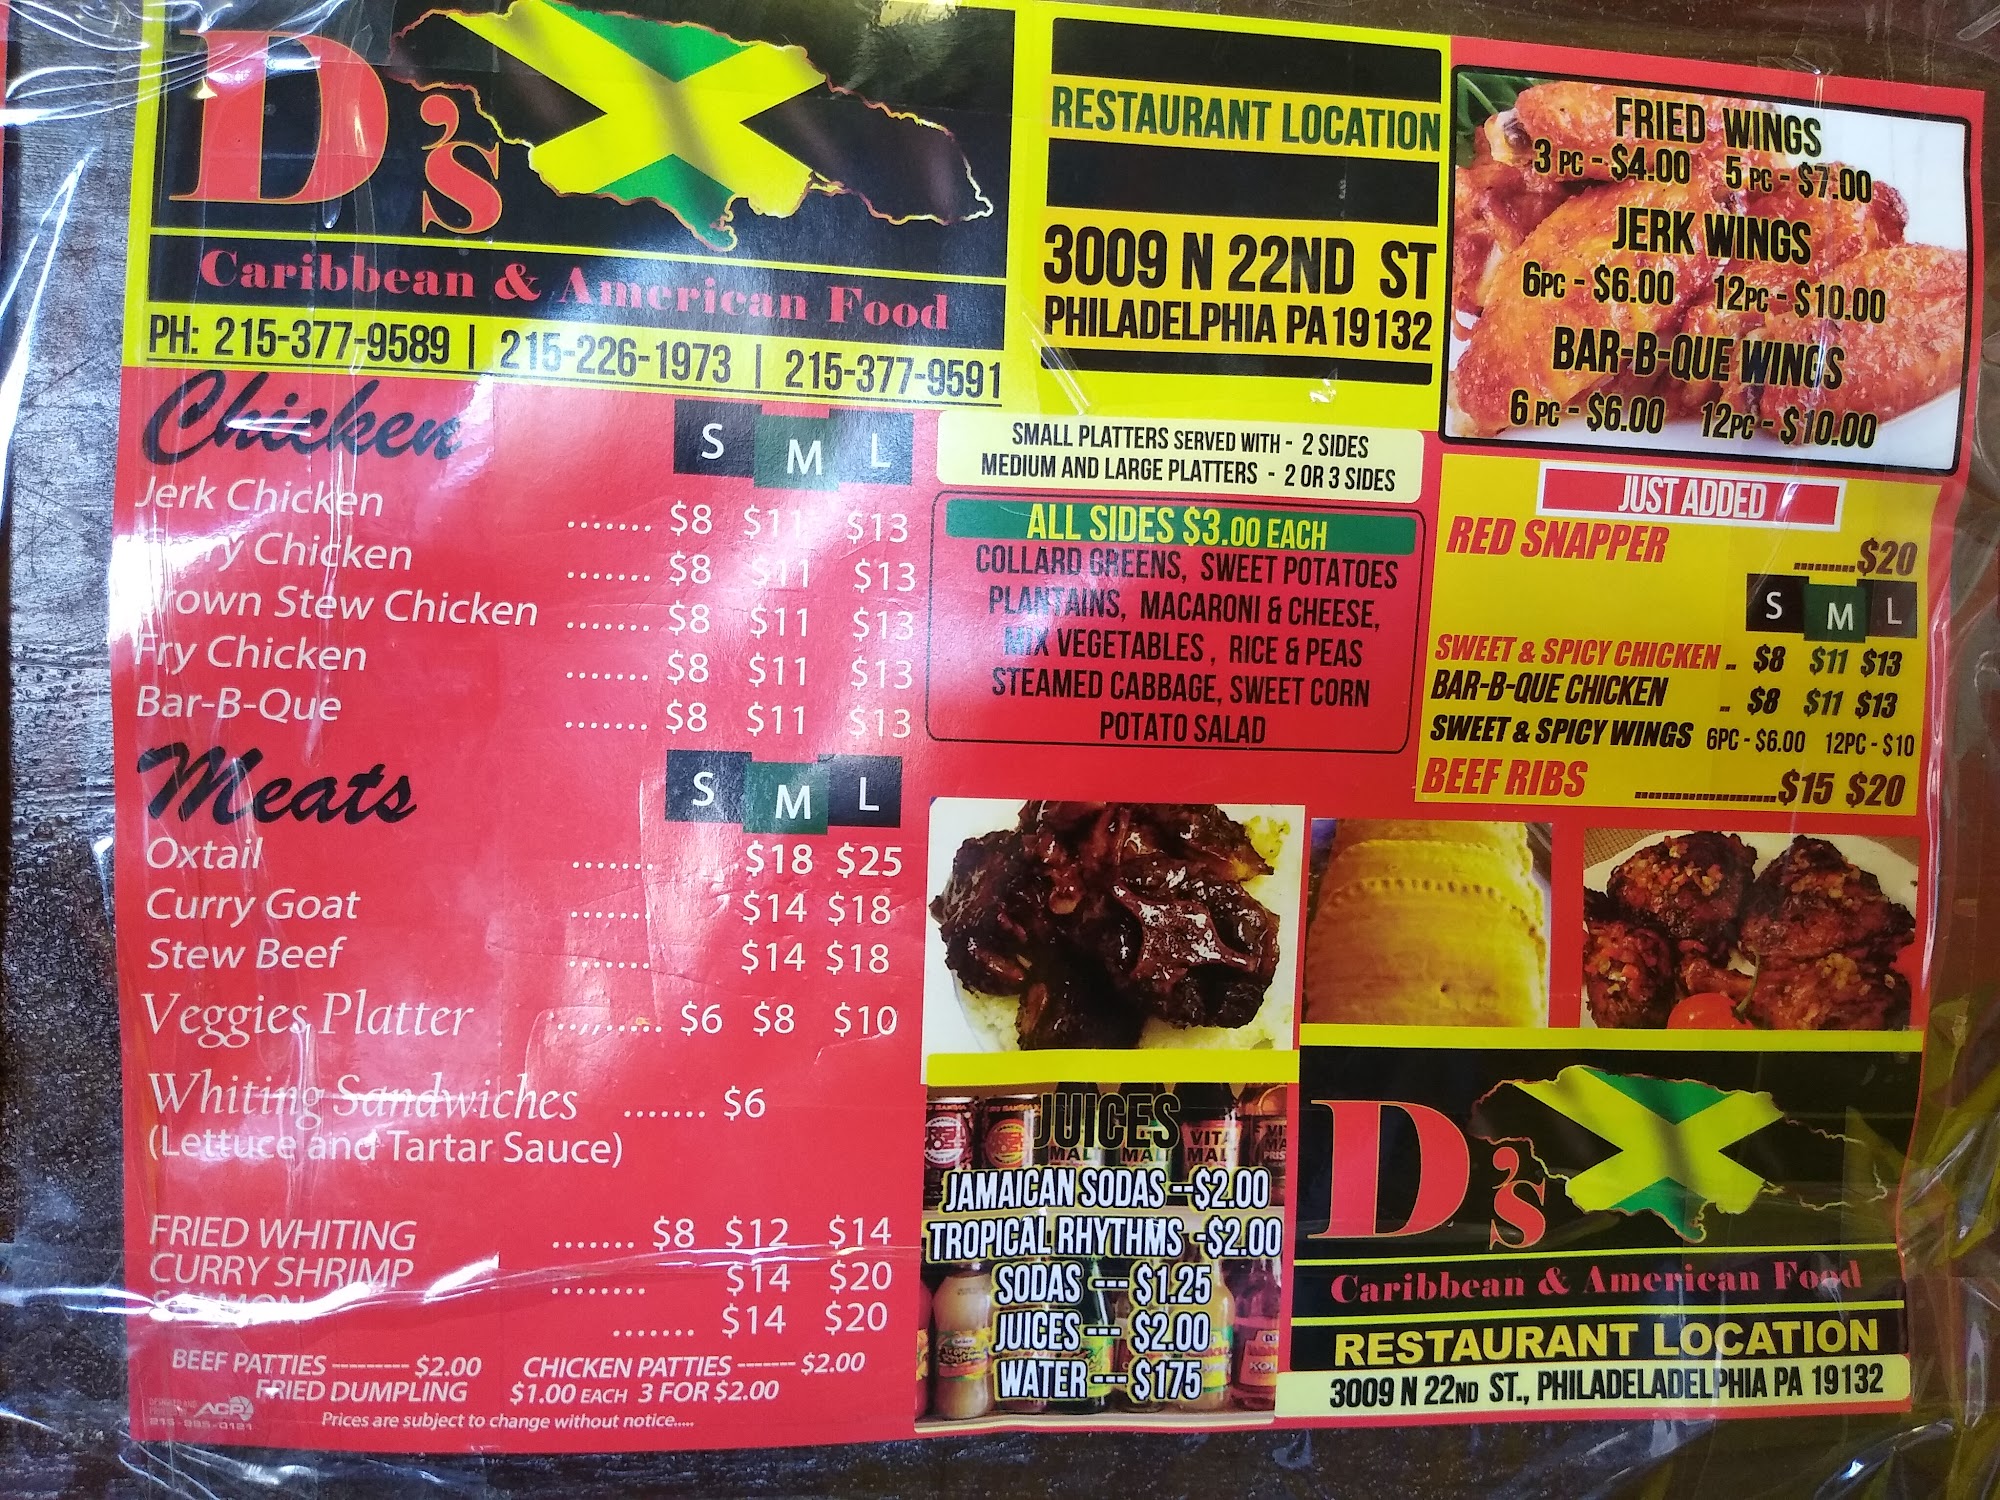 D's
Caribbean & American Food
PH: 215-377-9589 | 215-226-1973 | 215-377-9591
RESTAURANT LOCATION
3009 N 22ND ST
PHILADELPHIA PA 19132
FRIED WINGS
3 PC - $4.00 5 PC - $7.00
JERK WINGS
6PC - $6.00 12PC - $10.00
BAR-B-QUE WINGS
6 PC - $6.00 12PC - $10.00
Chicken S M L
Jerk Chicken ....... $8 $11 $13
Chicken ....... $8 $11 $13
Brown Stew Chicken ....... $8 $11 $13
Fry Chicken ....... $8 $11 $13
Bar-B-Que ....... $8 $11 $13
Meats S M L
Oxtail ....... $18 $25
Curry Goat ....... $14 $18
Stew Beef ....... $14 $18
Veggies Platter ......... $6 $8 $10
Whiting Sandwiches ....... $6
(Lettuce and Tartar Sauce)
FRIED WHITING ....... $8 $12 $14
CURRY SHRIMP ........ $14 $20
SALMON ....... $14 $20
BEEF PATTIES --------- $2.00 CHICKEN PATTIES ------- $2.00
FRIED DUMPLING $1.00 EACH 3 FOR $2.00
Prices are subject to change without notice.....
ACP
215-995-0121
SMALL PLATTERS SERVED WITH - 2 SIDES
MEDIUM AND LARGE PLATTERS - 2 OR 3 SIDES
ALL SIDES $3.00 EACH
COLLARD GREENS, SWEET POTATOES
PLANTAINS, MACARONI & CHEESE,
MIX VEGETABLES, RICE & PEAS
STEAMED CABBAGE, SWEET CORN
POTATO SALAD
JUST ADDED
RED SNAPPER ..........$20
S M L
SWEET & SPICY CHICKEN .. $8 $11 $13
BAR-B-QUE CHICKEN .. $8 $11 $13
SWEET & SPICY WINGS 6PC - $6.00 12PC - $10
BEEF RIBS ......................$15 $20
JUICES
JAMAICAN SODAS --$2.00
TROPICAL RHYTHMS -$2.00
SODAS --- $1.25
JUICES --- $2.00
WATER --- $175
D's
Caribbean & American Food
RESTAURANT LOCATION
3009 N 22ND ST., PHILADELADELPHIA PA 19132